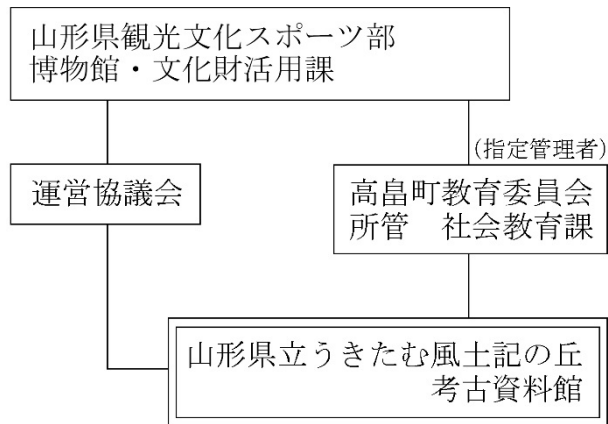 山形県観光文化スポーツ部
博物館・文化財活用課
(指定管理者)
運営協議会
高畠町教育委員会
所管　社会教育課
山形県立うきたむ風土記の丘
考古資料館